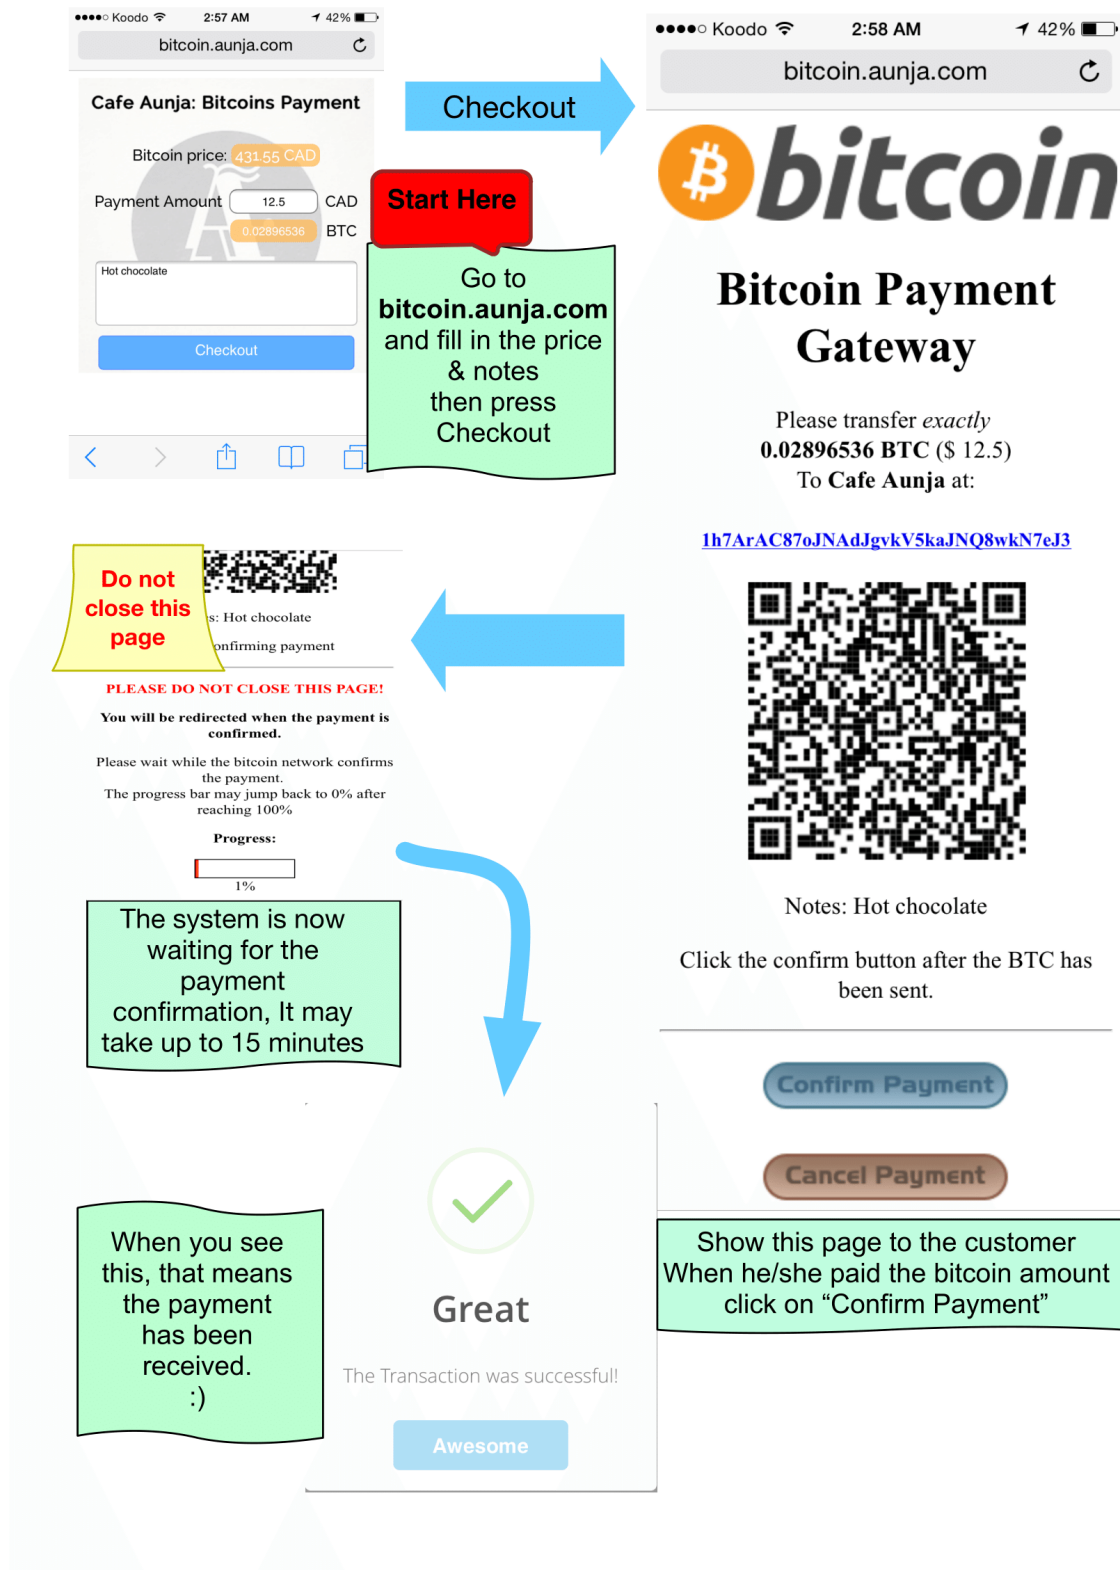 Koodo 2:57 AM 42%
bitcoin.aunja.com
Cafe Aunja: Bitcoins Payment
Bitcoin price: 431.55 CAD
Payment Amount 12.5 CAD
0.02896536 BTC
Hot chocolate
Checkout
Checkout
Start Here
Go to
bitcoin.aunja.com
and fill in the price
& notes
then press
Checkout
Koodo 2:58 AM 42%
bitcoin.aunja.com
bitcoin
Bitcoin Payment
Gateway
Please transfer exactly
0.02896536 BTC ($ 12.5)
To Cafe Aunja at:
1h7ArAC87oJNAdJgvkV5kaJNQ8wkN7eJ3
Notes: Hot chocolate
Click the confirm button after the BTC has
been sent.
Confirm Payment
Cancel Payment
Show this page to the customer
When he/she paid the bitcoin amount
click on “Confirm Payment”
Do not
close this
page
s: Hot chocolate
onfirming payment
PLEASE DO NOT CLOSE THIS PAGE!
You will be redirected when the payment is
confirmed.
Please wait while the bitcoin network confirms
the payment.
The progress bar may jump back to 0% after
reaching 100%
Progress:
1%
The system is now
waiting for the
payment
confirmation, It may
take up to 15 minutes
When you see
this, that means
the payment
has been
received.
:)
Great
The Transaction was successful!
Awesome